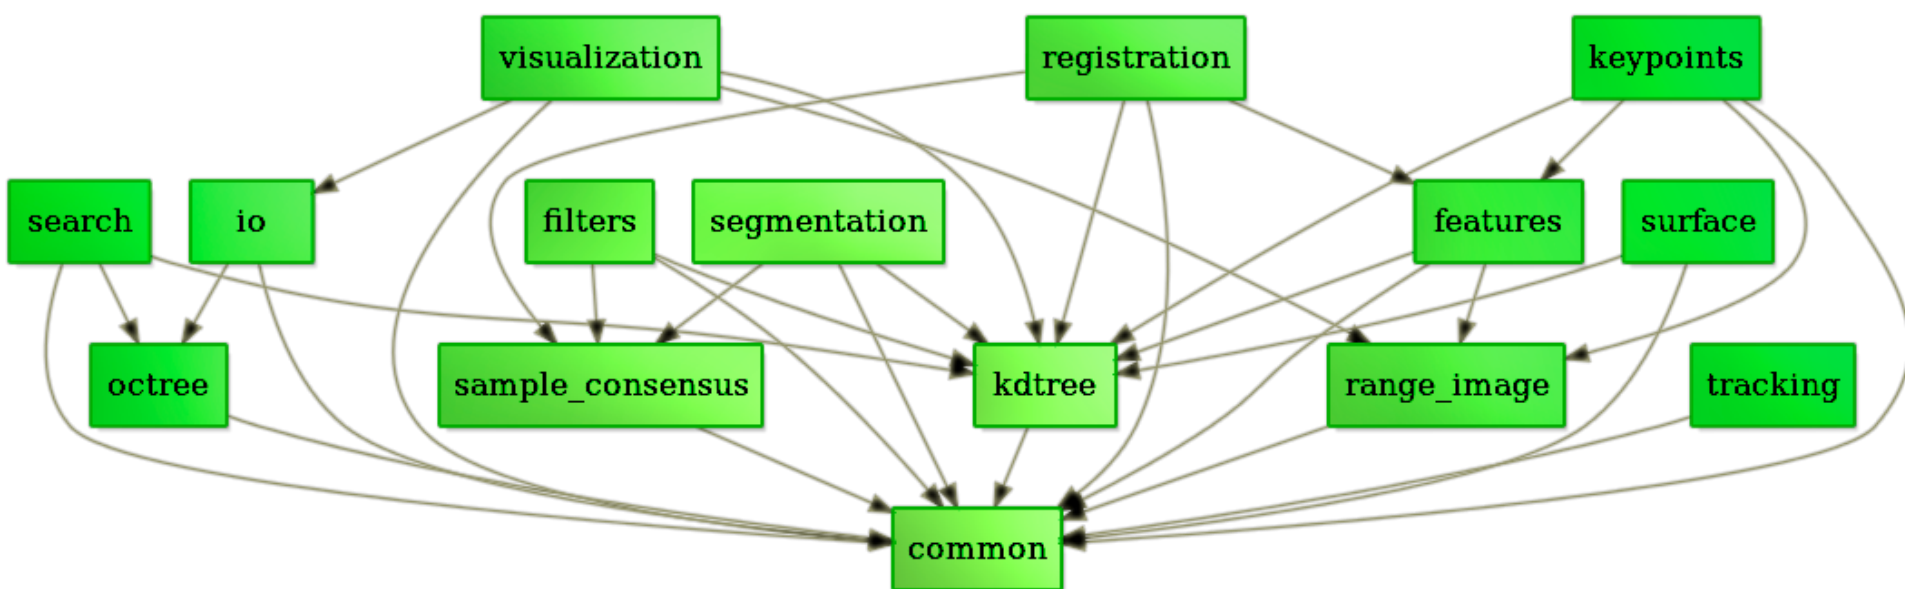 visualization
registration
keypoints
search
io
filters
segmentation
features
surface
octree
sample_consensus
kdtree
range_image
tracking
common